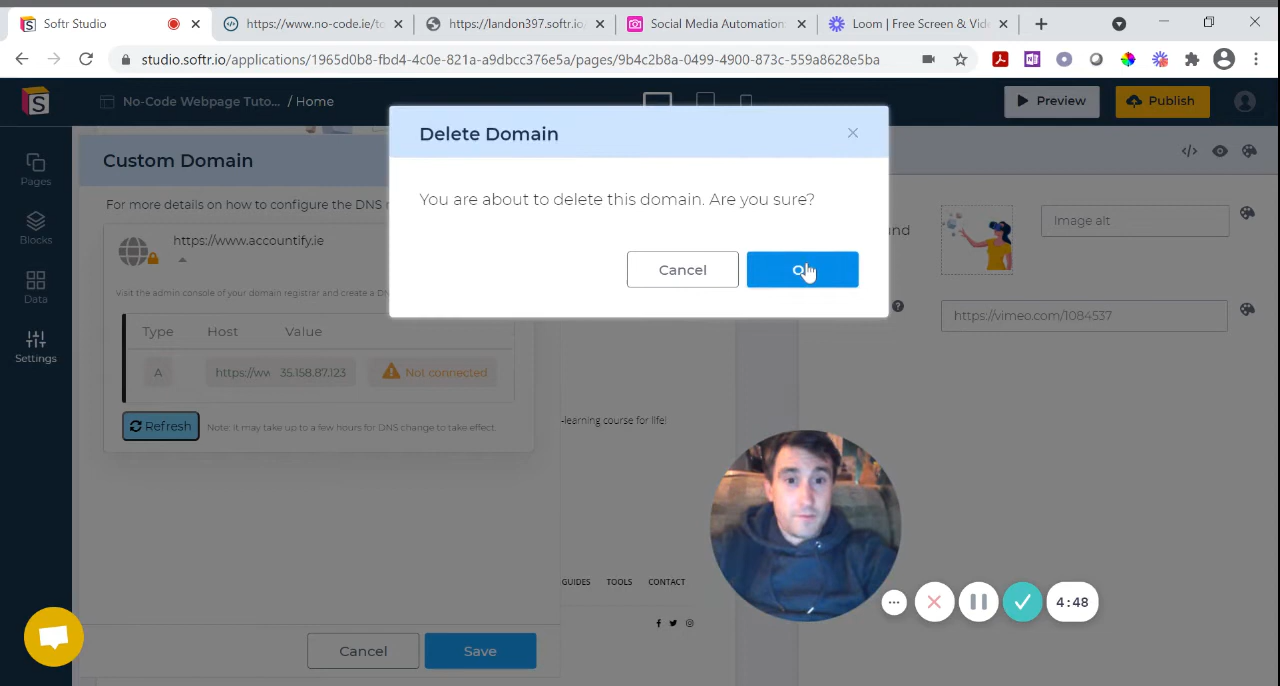 Softr Studio
https://www.no-code.ie/to
https://landon397.softr.io/
Social Media Automation
Loom | Free Screen & Vid
studio.softr.io/applications/1965d0b8-fbd4-4c0e-821a-a9dbcc376e5a/pages/9b4c2b8a-0499-4900-873c-559a8628e5ba
S
No-Code Webpage Tuto... / Home
Preview
Publish
Pages
Blocks
Data
Settings
Delete Domain
You are about to delete this domain. Are you sure?
Cancel
Custom Domain
For more details on how to configure the DNS
https://www.accountify.ie
Visit the admin console of your domain registrar and create a
Type Host Value
A https://ww 35.158.87.123 Not connected
Refresh Note: It may take up to a few hours for DNS change to take effect.
Cancel
Save
Image alt
https://vimeo.com/1084537
-learning course for life!
GUIDES TOOLS CONTACT
4:48